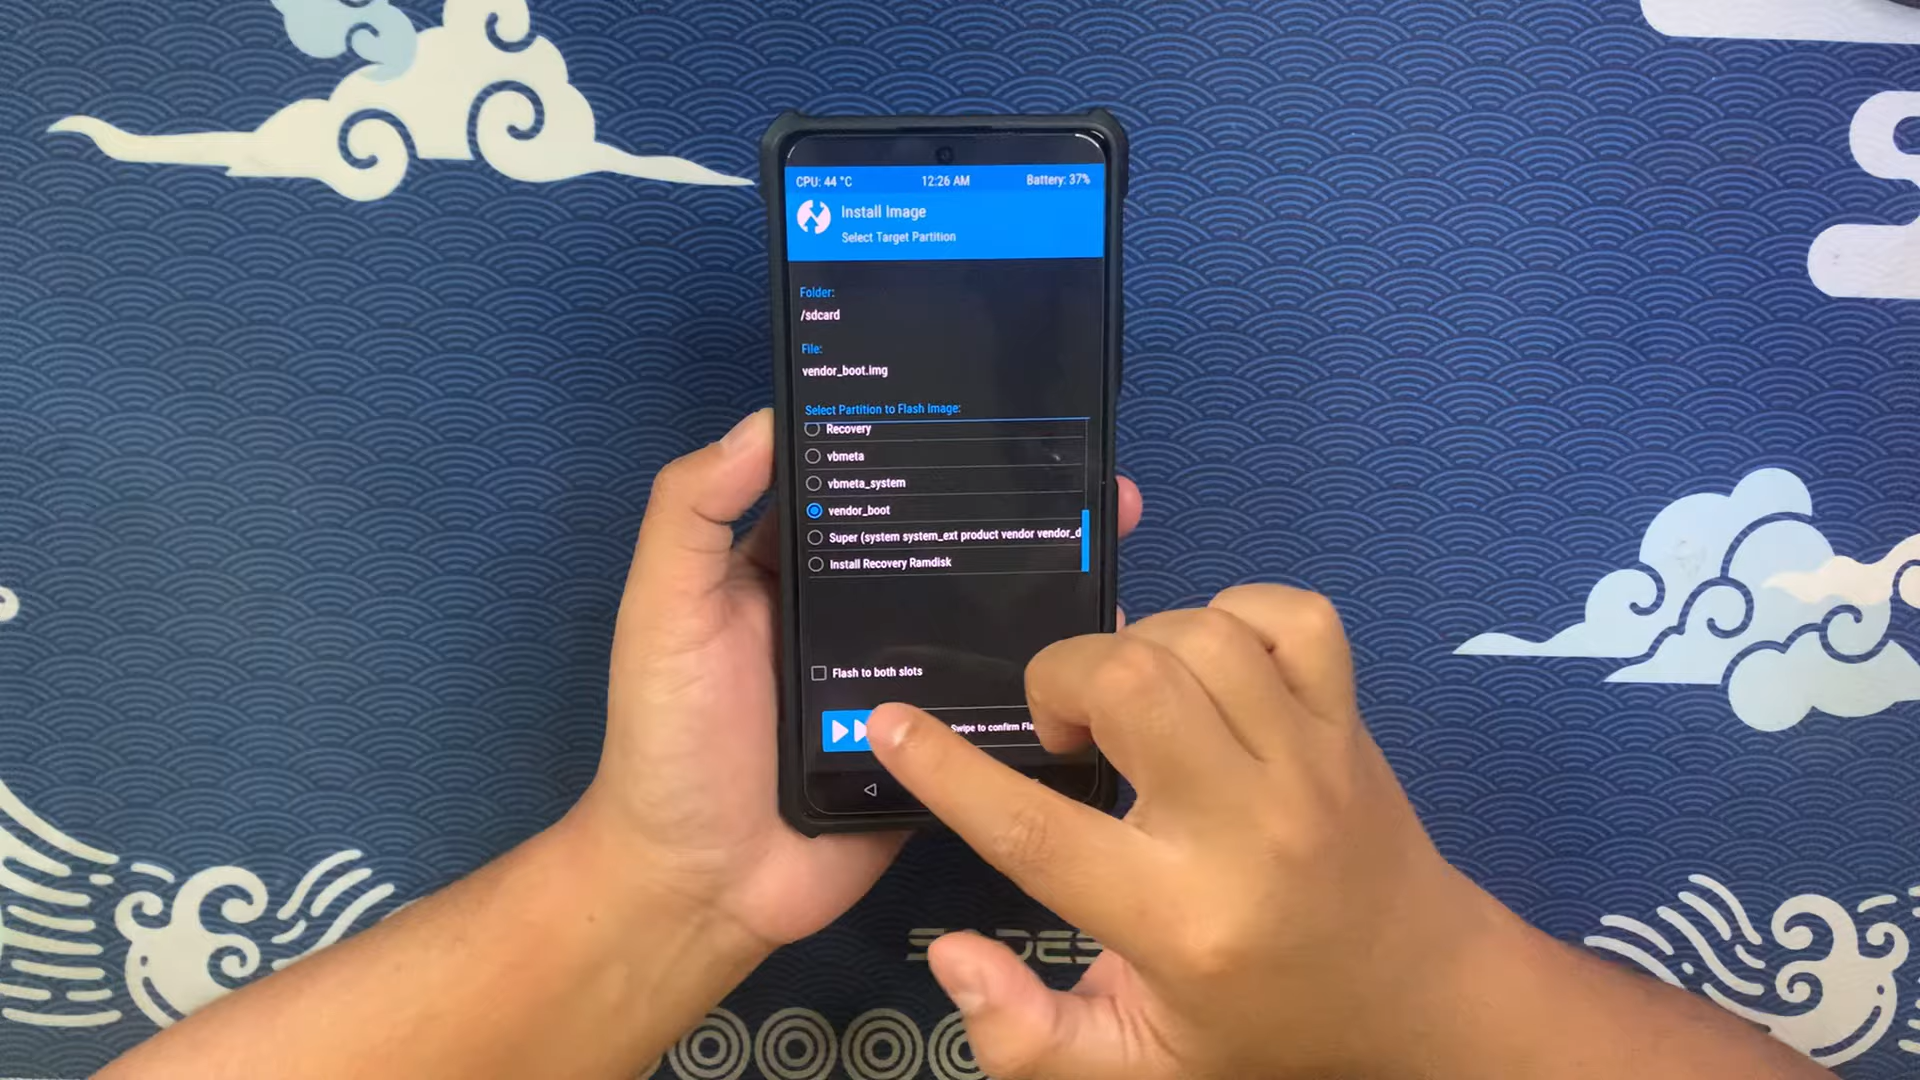 CPU: 44 °C 12:26 AM Battery: 37%
Install Image
Select Target Partition
Folder:
/sdcard
File:
vendor_boot.img
Select Partition to Flash Image:
Recovery
vbmeta
vbmeta_system
vendor_boot
Super (system system_ext product vendor vendor_d
Install Recovery Ramdisk
Flash to both slots
Swipe to confirm Fla